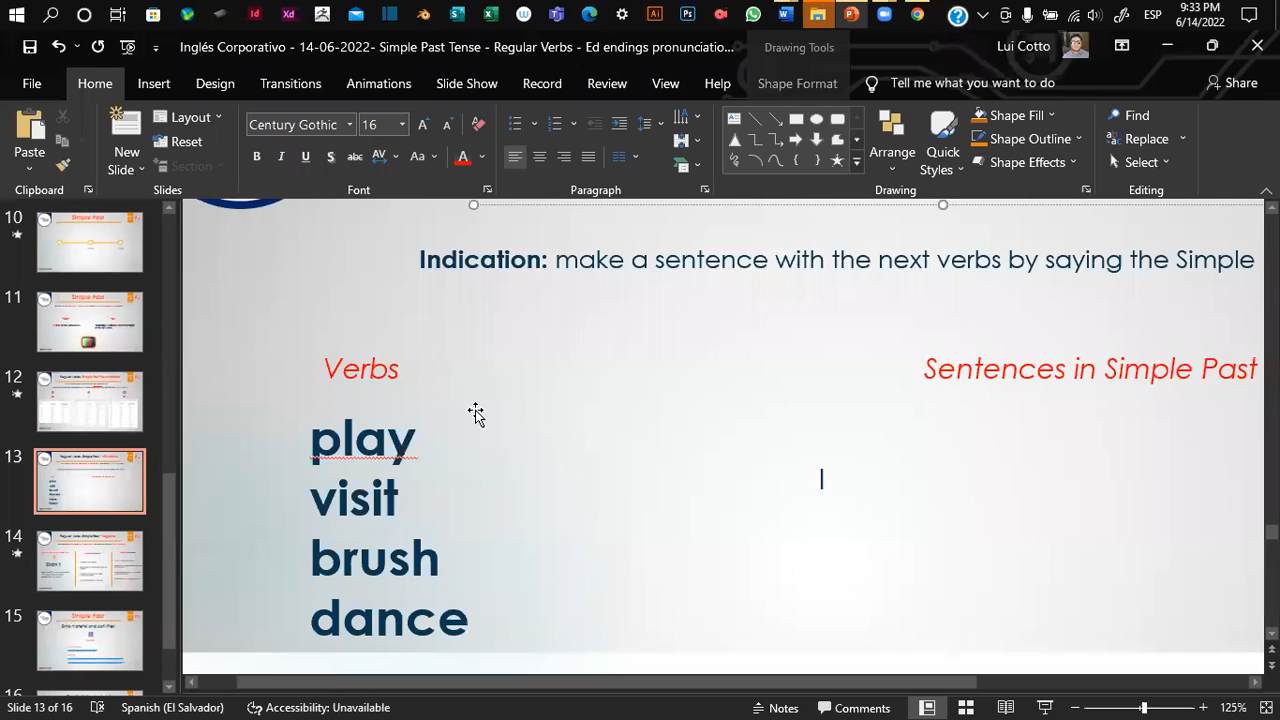 9:33 PM
ESP
6/14/2022
Inglés Corporativo - 14-06-2022- Simple Past Tense - Regular Verbs - Ed endings pronunciatio...
Drawing Tools
Lui Cotto
File Home Insert Design Transitions Animations Slide Show Record Review View Help Shape Format Tell me what you want to do Share
Paste
New
Slide
Layout
Reset
Section
Century Gothic 16
Arrange
Quick
Styles
Shape Fill
Shape Outline
Shape Effects
Find
Replace
Select
Clipboard Slides Font Paragraph Drawing Editing
10
11
12
13
14
15
16
Indication: make a sentence with the next verbs by saying the Simple
Verbs
Sentences in Simple Past
play
visit
brush
dance
Slide 13 of 16 Spanish (El Salvador) Accessibility: Unavailable Notes Comments 125%